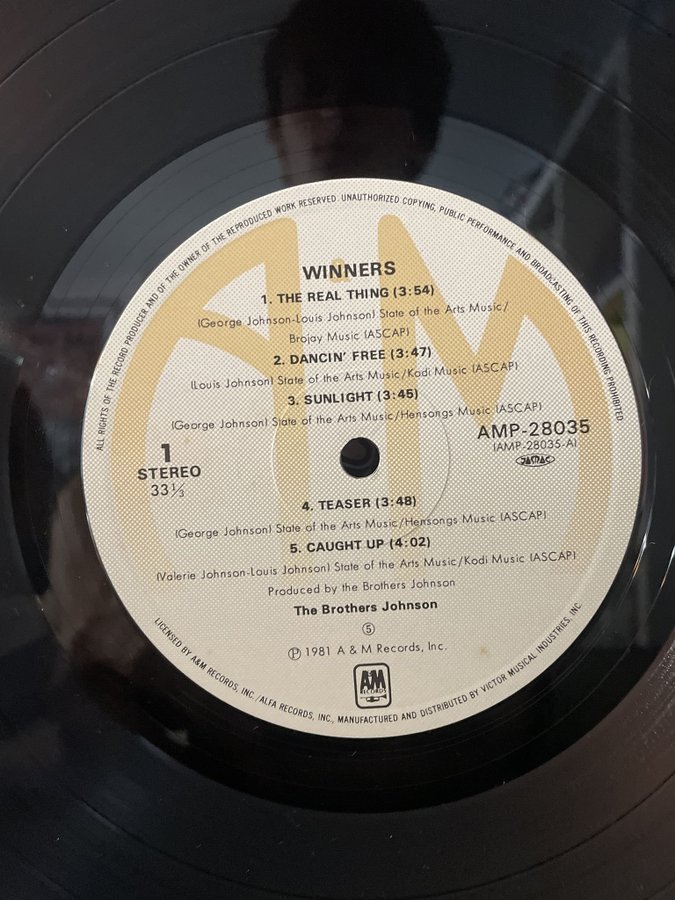 ALL RIGHTS OF THE RECORD PRODUCER AND OF THE OWNER OF THE REPRODUCED WORK RESERVED. UNAUTHORIZED COPYING, PUBLIC PERFORMANCE AND BROADCASTING OF THIS RECORDING PROHIBITED
A&M
WINNERS
1. THE REAL THING (3:54)
(George Johnson-Louis Johnson) State of the Arts Music/
Brojay Music (ASCAP)
2. DANCIN' FREE (3:47)
(Louis Johnson) State of the Arts Music/Kodi Music (ASCAP)
3. SUNLIGHT (3:45)
(George Johnson) State of the Arts Music/Hensongs Music (ASCAP)
1
STEREO
33⅓
AMP-28035
(AMP-28035-A)
JASRAC
4. TEASER (3:48)
(George Johnson) State of the Arts Music/Hensongs Music (ASCAP)
5. CAUGHT UP (4:02)
(Valerie Johnson-Louis Johnson) State of the Arts Music/Kodi Music (ASCAP)
Produced by the Brothers Johnson
The Brothers Johnson
⑤
℗ 1981 A & M Records, Inc.
A&M
RECORDS
LICENSED BY A&M RECORDS, INC./ALFA RECORDS, INC., MANUFACTURED AND DISTRIBUTED BY VICTOR MUSICAL INDUSTRIES, INC.